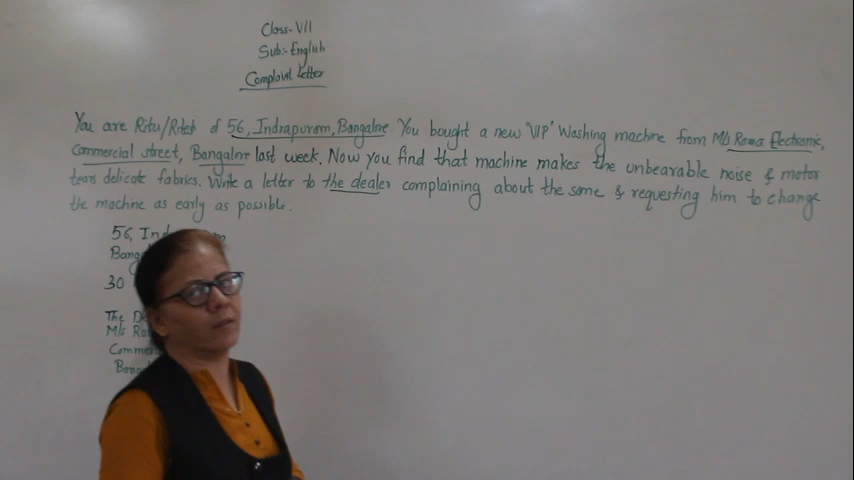 Class-VII
Sub:- English
Complaint Letter
You are Ritu/Ritesh of 56, Indrapuram, Bangalore. You bought a new 'VIP' Washing machine from M/s Rama Electronic,
Commercial street, Bangalore last week. Now you find that machine makes the unbearable noise & motor
tears delicate fabrics. Write a letter to the dealer complaining about the same & requesting him to change
the machine as early as possible.
56,
30
The
M/s